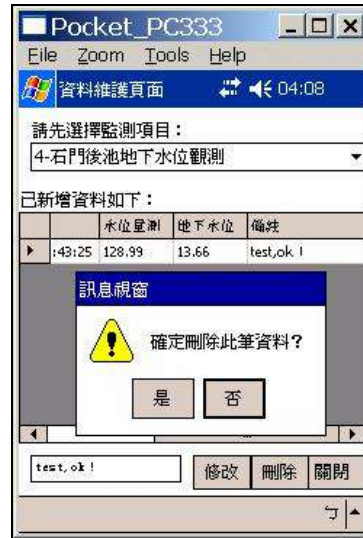 Pocket_PC333
File Zoom Tools Help
資料維護頁面 04:08
請先選擇監測項目：
4-石門後池地下水位觀測
已新增資料如下：
水位量測 地下水位 備註
:43:25 128.99 13.66 test,ok !
訊息視窗
確定刪除此筆資料?
是 否
test,ok ! 修改 刪除 關閉
ㄅ